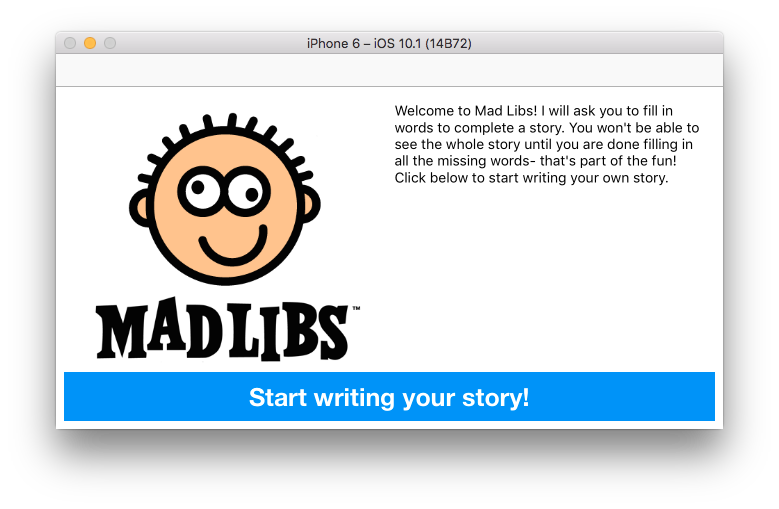 iPhone 6 – iOS 10.1 (14B72)
Welcome to Mad Libs! I will ask you to fill in
words to complete a story. You won't be able to
see the whole story until you are done filling in
all the missing words- that's part of the fun!
Click below to start writing your own story.
MAD LIBS™
Start writing your story!